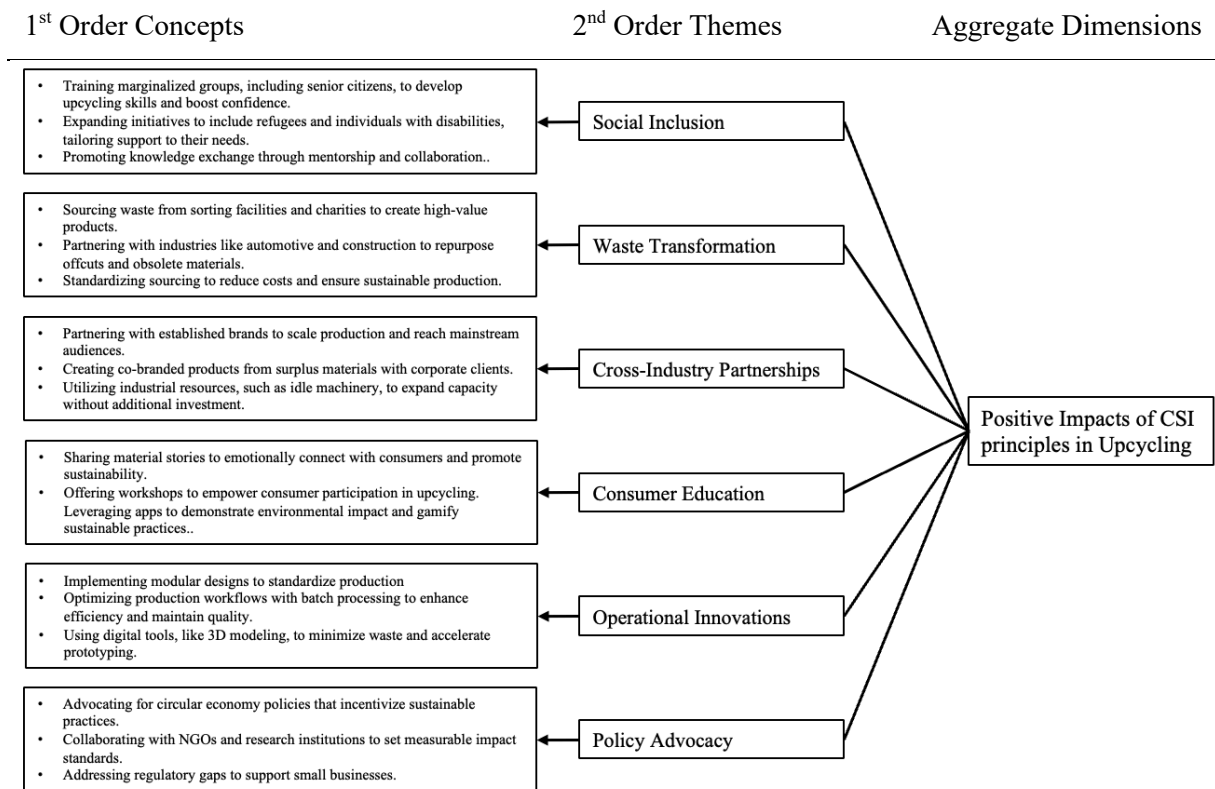 1st Order Concepts
2nd Order Themes
Aggregate Dimensions
• Training marginalized groups, including senior citizens, to develop
upcycling skills and boost confidence.
• Expanding initiatives to include refugees and individuals with disabilities,
tailoring support to their needs.
• Promoting knowledge exchange through mentorship and collaboration..
Social Inclusion
• Sourcing waste from sorting facilities and charities to create high-value
products.
• Partnering with industries like automotive and construction to repurpose
offcuts and obsolete materials.
• Standardizing sourcing to reduce costs and ensure sustainable production.
Waste Transformation
• Partnering with established brands to scale production and reach mainstream
audiences.
• Creating co-branded products from surplus materials with corporate clients.
• Utilizing industrial resources, such as idle machinery, to expand capacity
without additional investment.
Cross-Industry Partnerships
Positive Impacts of CSI
principles in Upcycling
• Sharing material stories to emotionally connect with consumers and promote
sustainability.
• Offering workshops to empower consumer participation in upcycling.
Leveraging apps to demonstrate environmental impact and gamify
sustainable practices..
Consumer Education
• Implementing modular designs to standardize production
• Optimizing production workflows with batch processing to enhance
efficiency and maintain quality.
• Using digital tools, like 3D modeling, to minimize waste and accelerate
prototyping.
Operational Innovations
• Advocating for circular economy policies that incentivize sustainable
practices.
• Collaborating with NGOs and research institutions to set measurable impact
standards.
• Addressing regulatory gaps to support small businesses.
Policy Advocacy